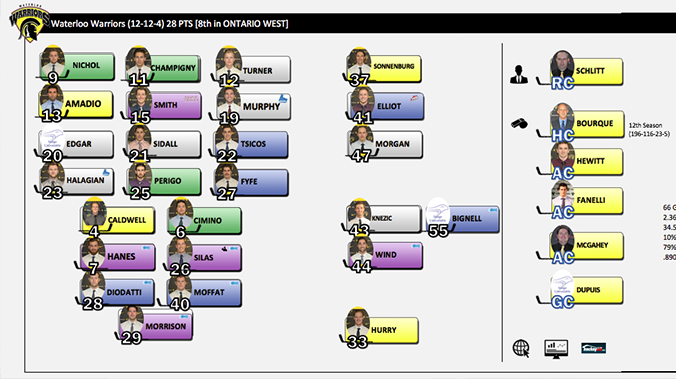 WATERLOO
WARRIORS
Waterloo Warriors (12-12-4) 28 PTS [8th in ONTARIO WEST]
9 NICHOL
11 CHAMPIGNY
12 TURNER
37 SONNENBURG
RC SCHLITT
13 AMADIO
15 SMITH
19 MURPHY
41 ELLIOT
HC BOURQUE
12th Season
(196-116-23-5)
20 EDGAR
21 SIDALL
22 TSICOS
47 MORGAN
AC HEWITT
23 HALAGIAN
25 PERIGO
27 FYFE
AC FANELLI
4 CALDWELL
6 CIMINO
43 KNEZIC
55 BIGNELL
66 G
2.36
34.5
10%
79%
.890
7 HANES
26 SILAS
44 WIND
AC MCGAHEY
28 DIODATTI
40 MOFFAT
GC DUPUIS
29 MORRISON
33 HURRY